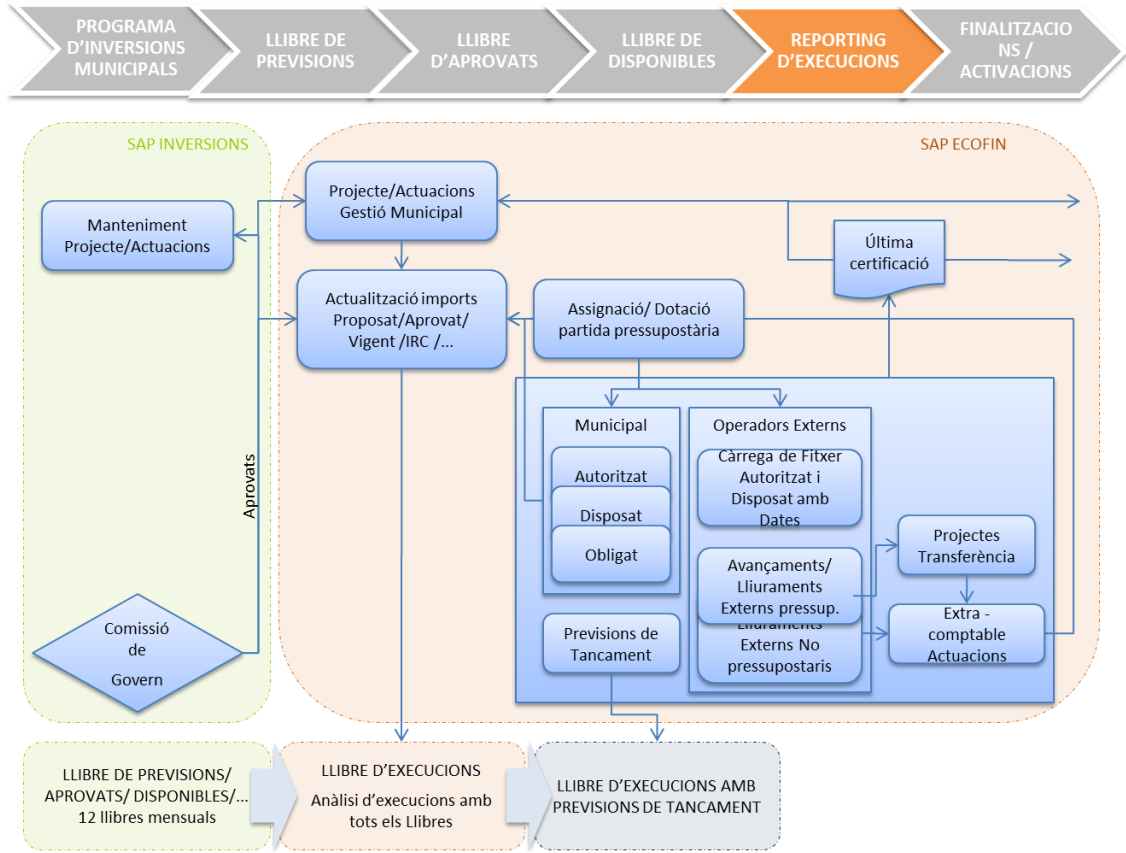 PROGRAMA
D'INVERSIONS
MUNICIPALS
LLIBRE DE
PREVISIONS
LLIBRE
D'APROVATS
LLIBRE DE
DISPONIBLES
REPORTING
D'EXECUCIONS
FINALITZACIO
NS /
ACTIVACIONS
SAP INVERSIONS
SAP ECOFIN
Manteniment
Projecte/Actuacions
Projecte/Actuacions
Gestió Municipal
Última
certificació
Actualització imports
Proposat/Aprovat/
Vigent /IRC /...
Assignació/ Dotació
partida pressupostària
Aprovats
Municipal
Autoritzat
Disposat
Obligat
Operadors Externs
Càrrega de Fitxer
Autoritzat i
Disposat amb
Dates
Avançaments/
Lliuraments
Externs pressup.
Lliuraments
Externs No
pressupostaris
Projectes
Transferència
Extra -
comptable
Actuacions
Previsions de
Tancament
Comissió
de
Govern
LLIBRE DE PREVISIONS/
APROVATS/ DISPONIBLES/...
12 llibres mensuals
LLIBRE D'EXECUCIONS
Anàlisi d'execucions amb
tots els Llibres
LLIBRE D'EXECUCIONS AMB
PREVISIONS DE TANCAMENT